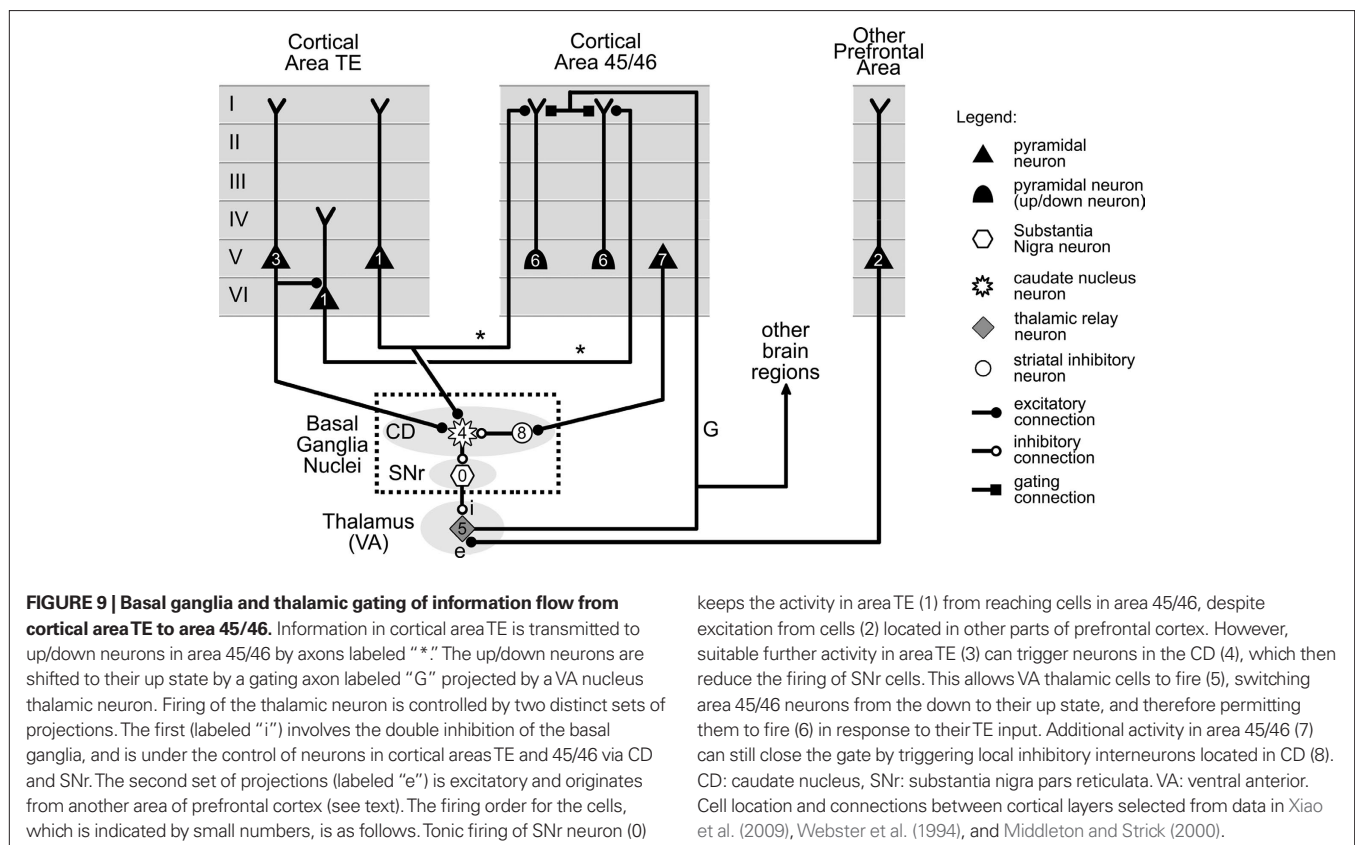 Cortical
Area TE
Cortical
Area 45/46
Other
Prefrontal
Area
I
II
III
IV
V
VI
3
1
1
6
6
7
2
*
*
Basal
Ganglia
Nuclei
CD
4
8
SNr
0
i
Thalamus
(VA)
5
e
G
other
brain
regions
Legend:
pyramidal
neuron
pyramidal neuron
(up/down neuron)
Substantia
Nigra neuron
caudate nucleus
neuron
thalamic relay
neuron
striatal inhibitory
neuron
excitatory
connection
inhibitory
connection
gating
connection
FIGURE 9 | Basal ganglia and thalamic gating of information flow from
cortical area TE to area 45/46. Information in cortical area TE is transmitted to
up/down neurons in area 45/46 by axons labeled “*.” The up/down neurons are
shifted to their up state by a gating axon labeled “G” projected by a VA nucleus
thalamic neuron. Firing of the thalamic neuron is controlled by two distinct sets of
projections. The first (labeled “i”) involves the double inhibition of the basal
ganglia, and is under the control of neurons in cortical areas TE and 45/46 via CD
and SNr. The second set of projections (labeled “e”) is excitatory and originates
from another area of prefrontal cortex (see text). The firing order for the cells,
which is indicated by small numbers, is as follows. Tonic firing of SNr neuron (0)
keeps the activity in area TE (1) from reaching cells in area 45/46, despite
excitation from cells (2) located in other parts of prefrontal cortex. However,
suitable further activity in area TE (3) can trigger neurons in the CD (4), which then
reduce the firing of SNr cells. This allows VA thalamic cells to fire (5), switching
area 45/46 neurons from the down to their up state, and therefore permitting
them to fire (6) in response to their TE input. Additional activity in area 45/46 (7)
can still close the gate by triggering local inhibitory interneurons located in CD (8).
CD: caudate nucleus, SNr: substantia nigra pars reticulata. VA: ventral anterior.
Cell location and connections between cortical layers selected from data in Xiao
et al. (2009), Webster et al. (1994), and Middleton and Strick (2000).